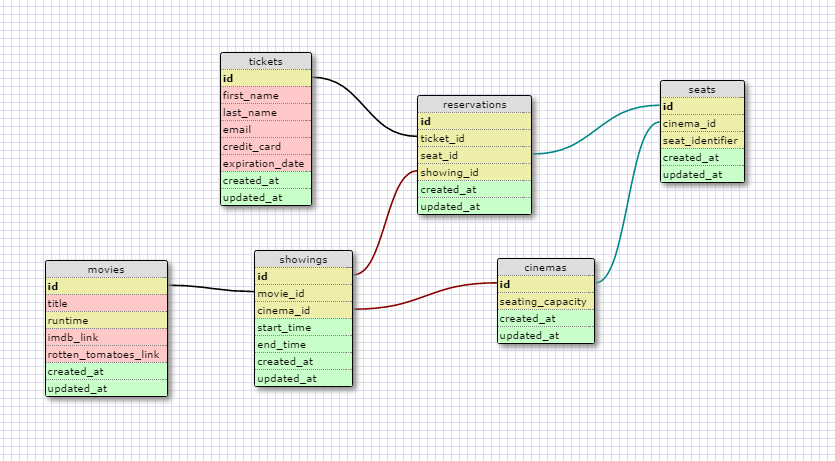 tickets
id
first_name
last_name
email
credit_card
expiration_date
created_at
updated_at
reservations
id
ticket_id
seat_id
showing_id
created_at
updated_at
seats
id
cinema_id
seat_identifier
created_at
updated_at
movies
id
title
runtime
imdb_link
rotten_tomatoes_link
created_at
updated_at
showings
id
movie_id
cinema_id
start_time
end_time
created_at
updated_at
cinemas
id
seating_capacity
created_at
updated_at